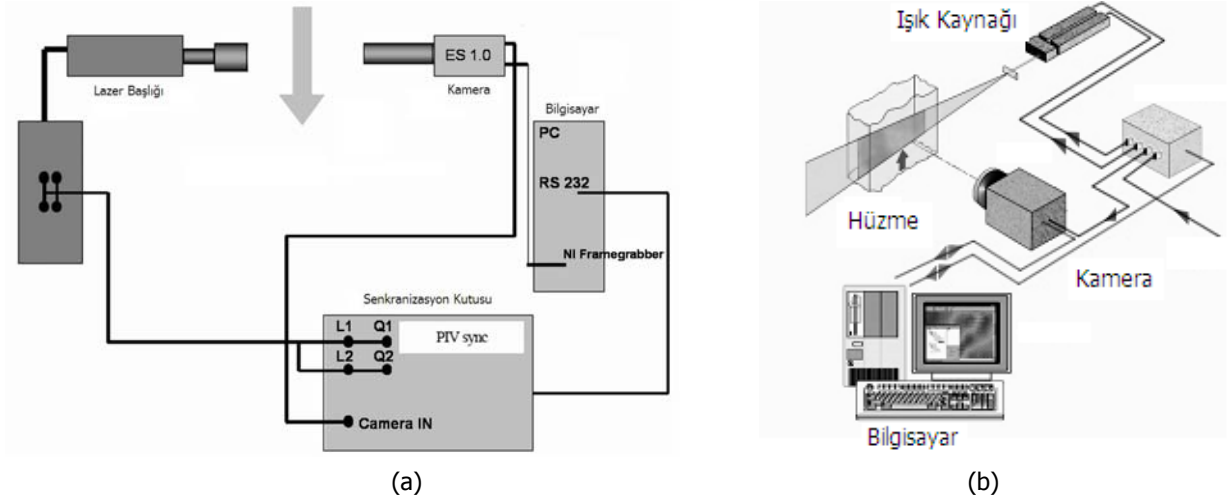 Lazer Başlığı
ES 1.0
Kamera
Bilgisayar
PC
RS 232
NI Framegrabber
Senkranizasyon Kutusu
L1 Q1
PIV sync
L2 Q2
Camera IN
(a)
Işık Kaynağı
Hüzme
Kamera
Bilgisayar
(b)